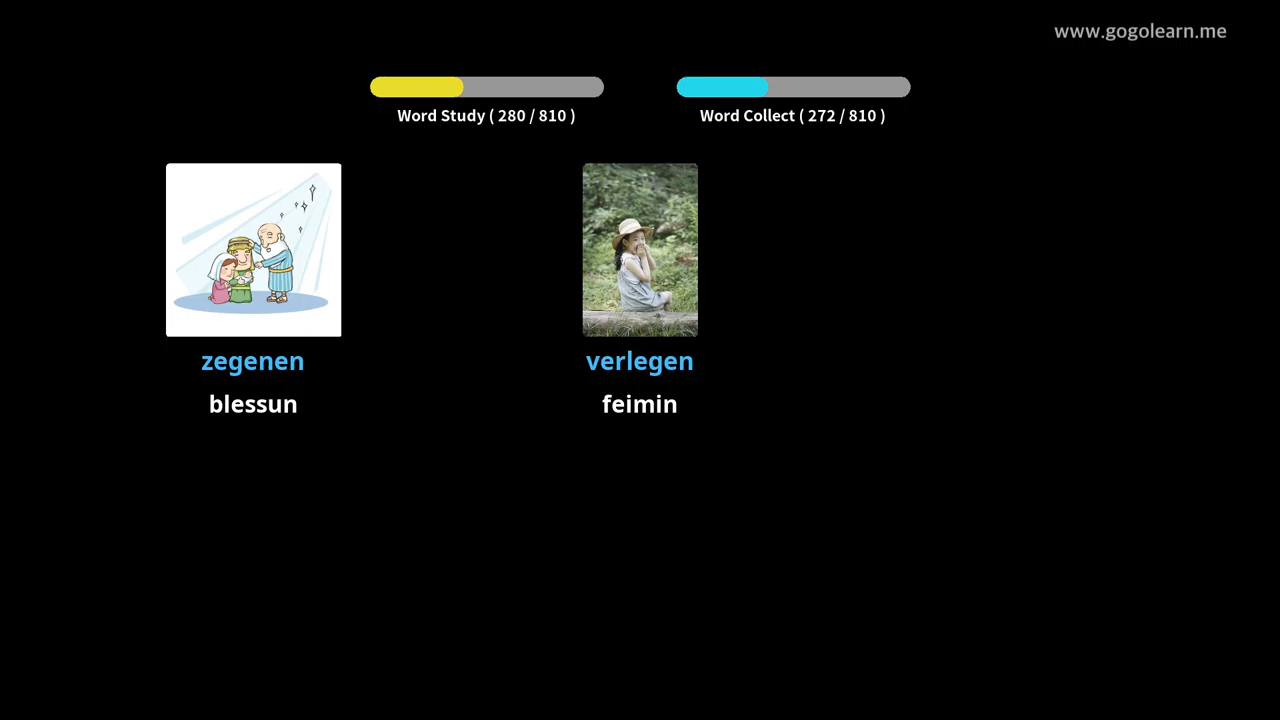 www.gogolearn.me
Word Study ( 280 / 810 )
Word Collect ( 272 / 810 )
zegenen
verlegen
blessun
feimin